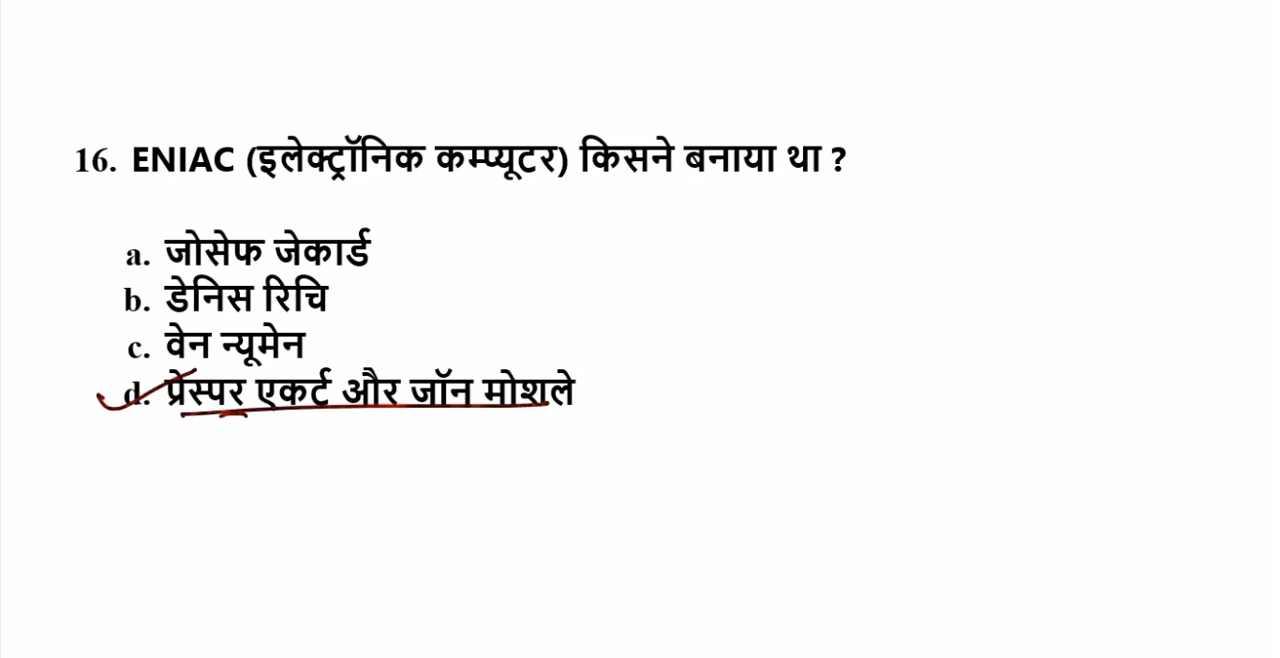 16. ENIAC (इलेक्ट्रॉनिक कम्प्यूटर) किसने बनाया था ?
a. जोसेफ जेकार्ड
b. डेनिस रिचि
c. वेन न्यूमेन
d. प्रेस्पर एकर्ट और जॉन मोशले